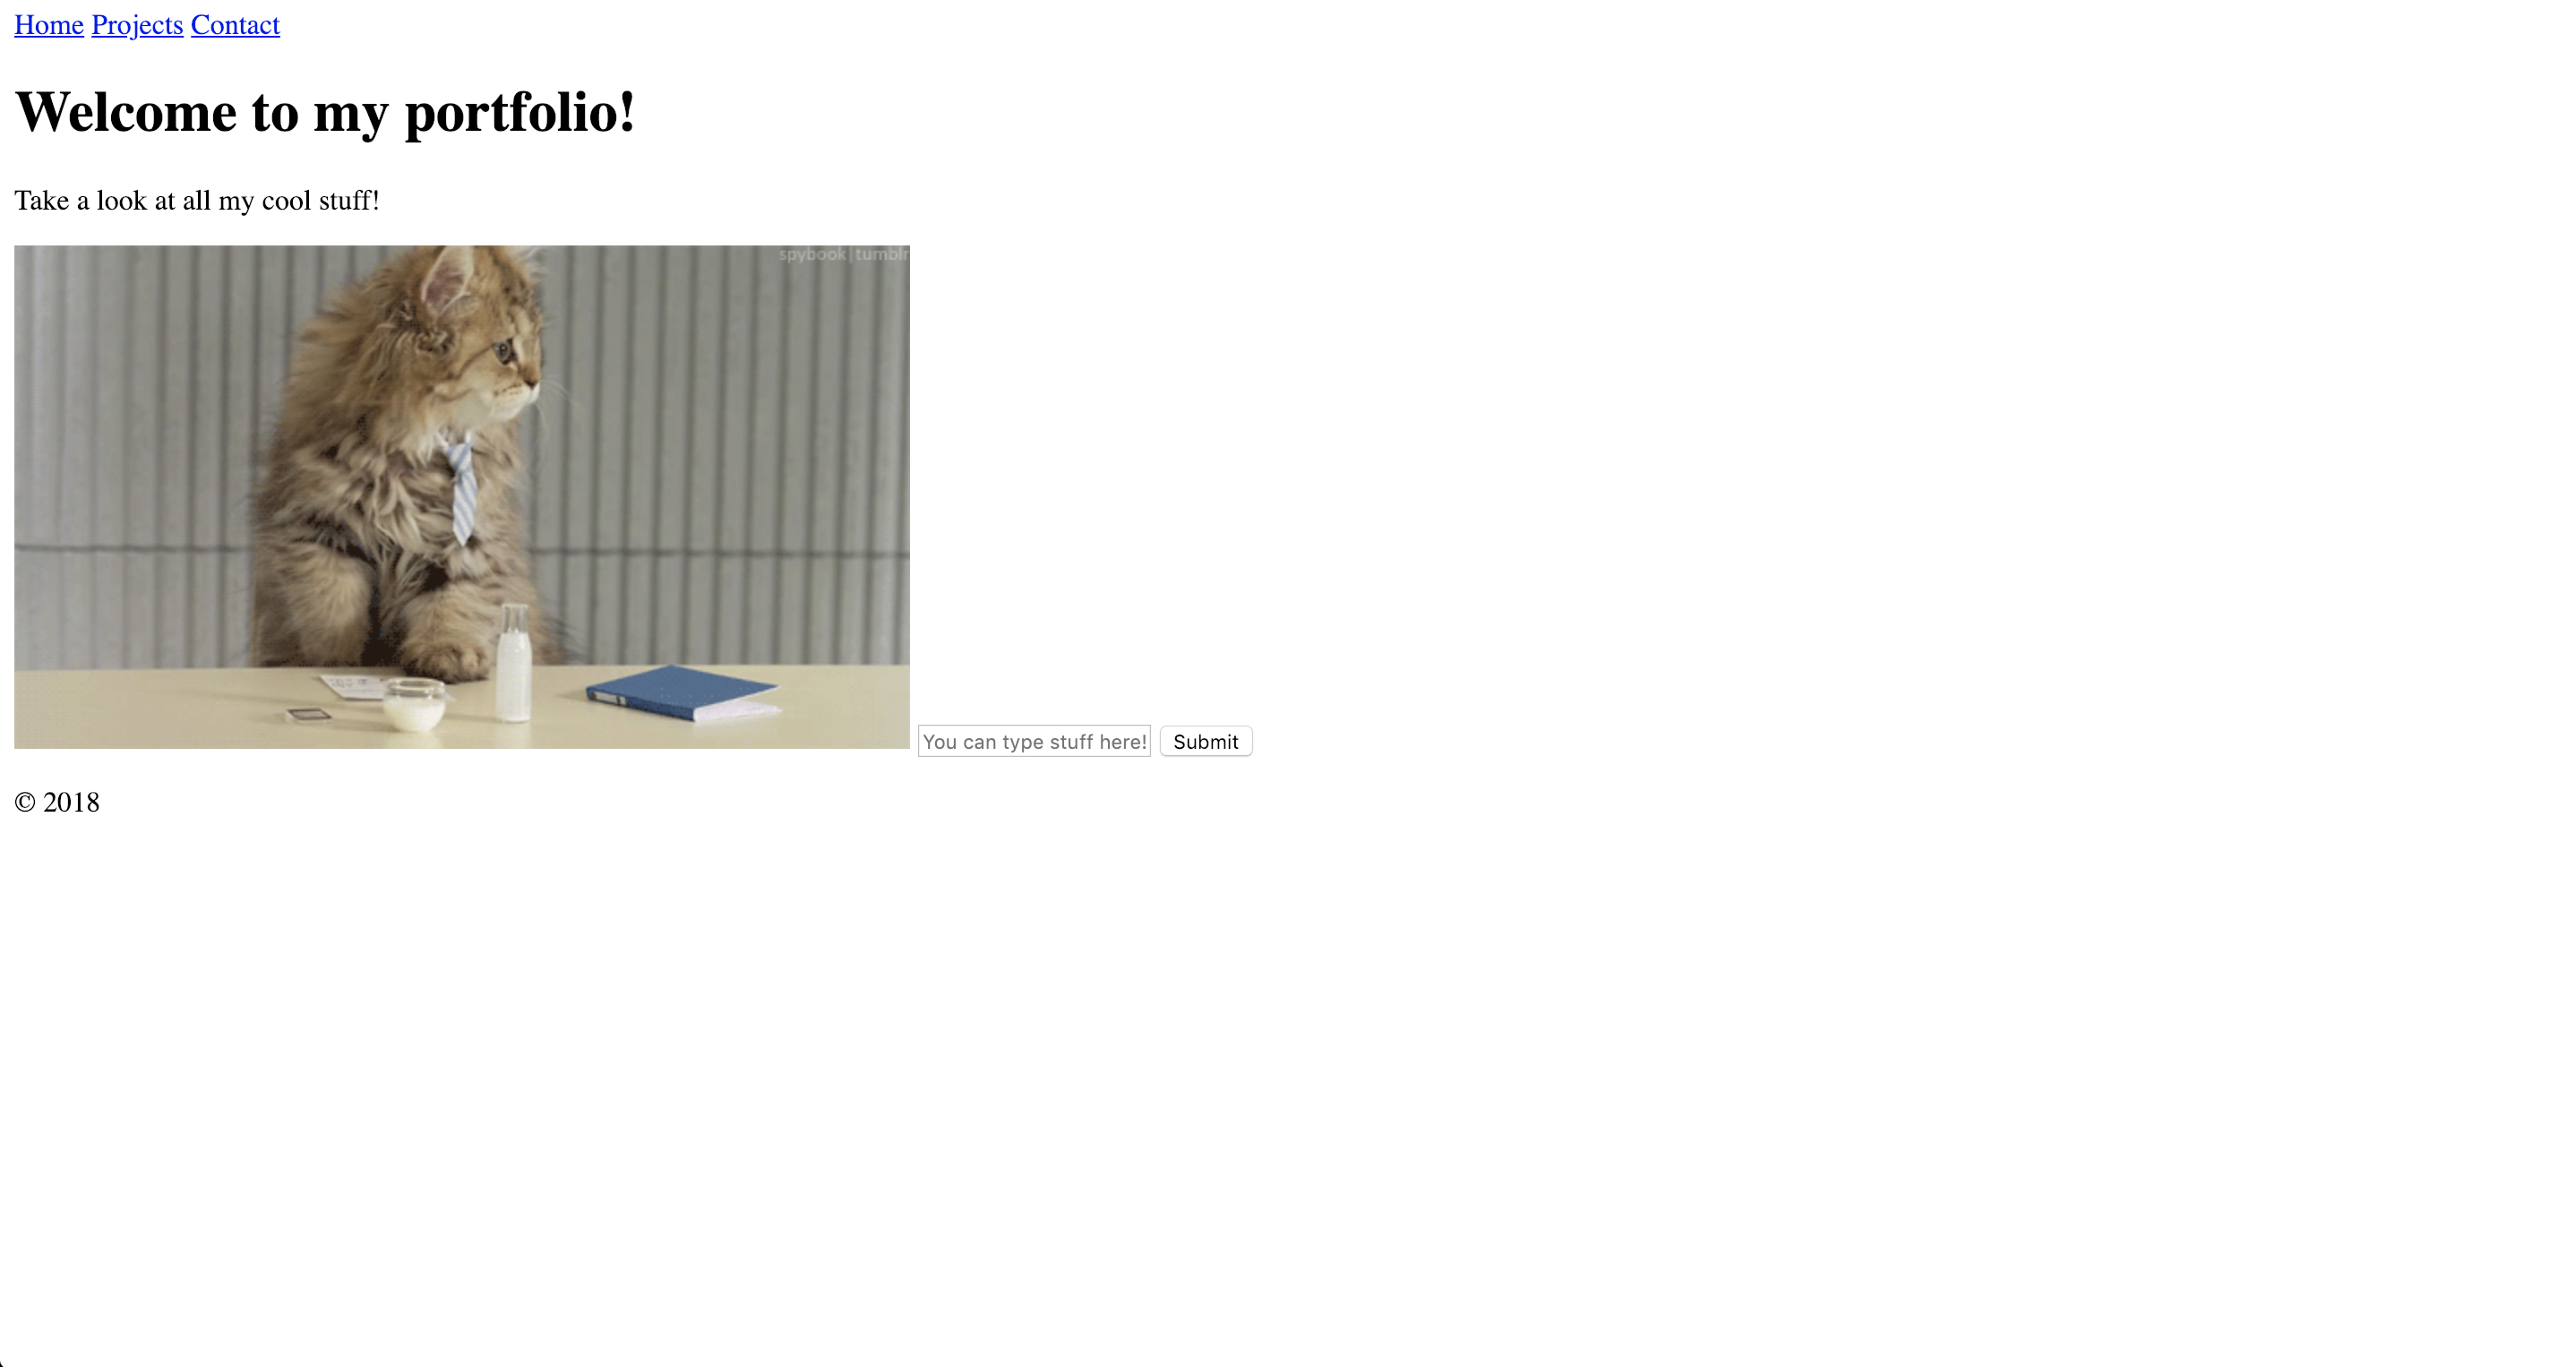 Home Projects Contact
Welcome to my portfolio!
Take a look at all my cool stuff!
spybook|tumblr
You can type stuff here! Submit
© 2018